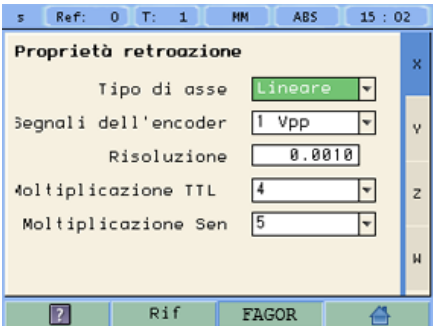 s Ref: 0 T: 1 MM ABS 15 : 02
Proprietà retroazione
X
Tipo di asse Lineare
Segnali dell'encoder 1 Vpp
Y
Risoluzione 0.0010
Moltiplicazione TTL 4
Z
Moltiplicazione Sen 5
W
? Rif FAGOR